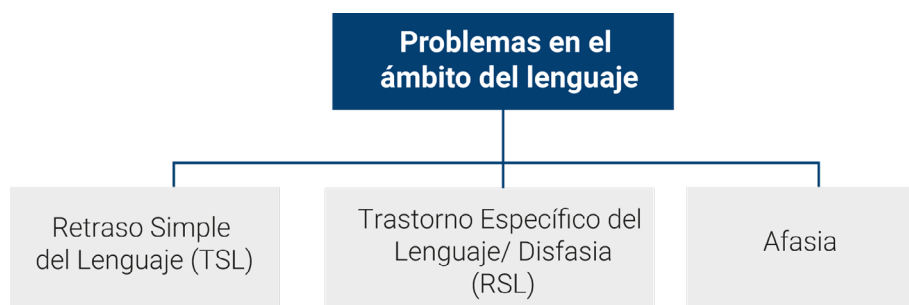 Problemas en el
ámbito del lenguaje
Retraso Simple
del Lenguaje (TSL)
Trastorno Específico del
Lenguaje/ Disfasia
(RSL)
Afasia